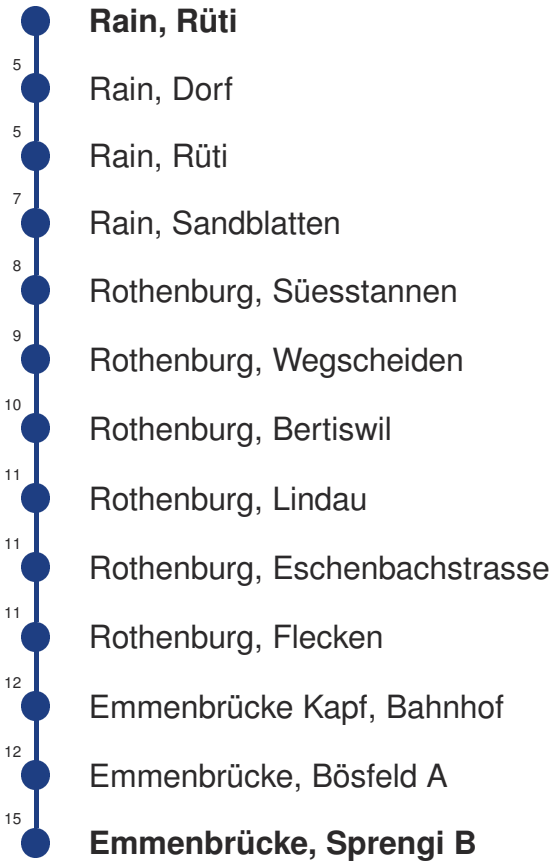 Rain, Rüti
5
Rain, Dorf
5
Rain, Rüti
7
Rain, Sandblatten
8
Rothenburg, Süesstannen
9
Rothenburg, Wegscheiden
10
Rothenburg, Bertiswil
11
Rothenburg, Lindau
11
Rothenburg, Eschenbachstrasse
11
Rothenburg, Flecken
12
Emmenbrücke Kapf, Bahnhof
12
Emmenbrücke, Bösfeld A
15
Emmenbrücke, Sprengi B